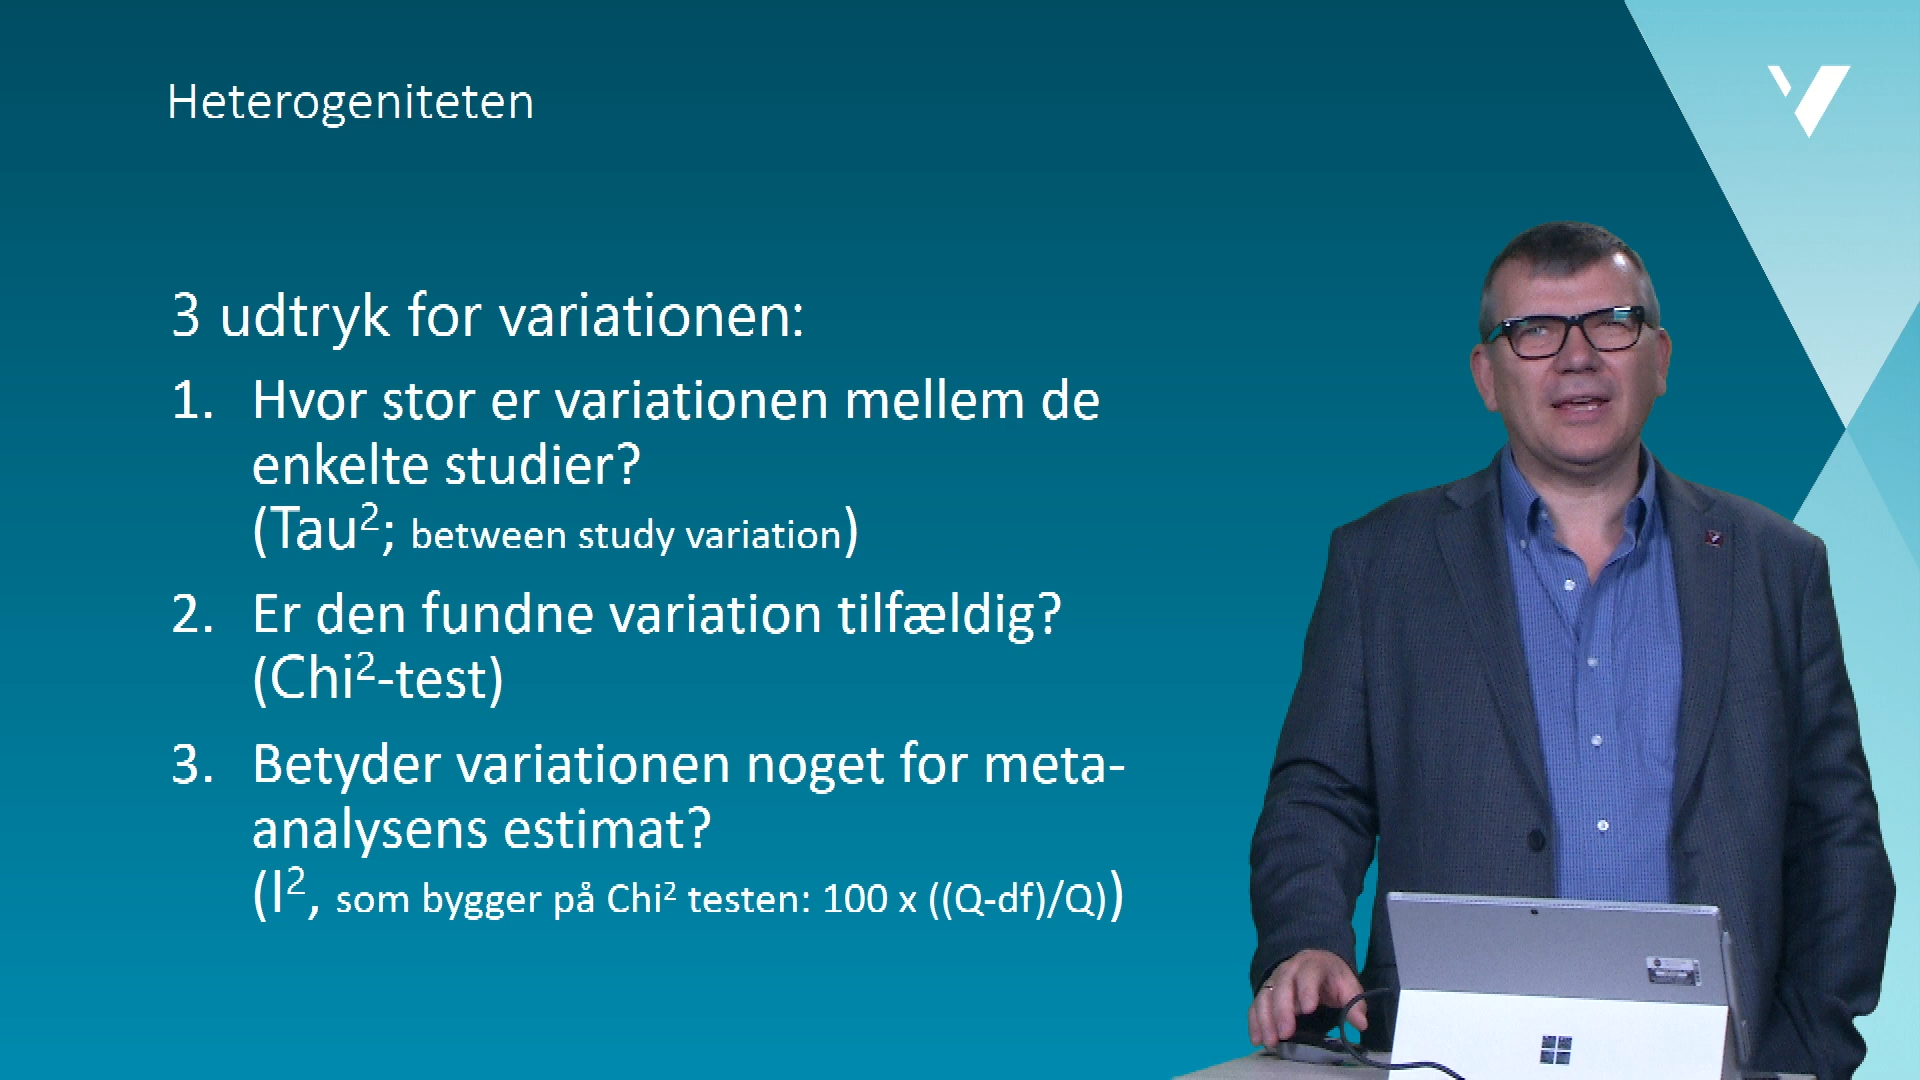 Heterogeniteten
3 udtryk for variationen:
1. Hvor stor er variationen mellem de
enkelte studier?
(Tau²; between study variation)
2. Er den fundne variation tilfældig?
(Chi²-test)
3. Betyder variationen noget for meta-
analysens estimat?
(I², som bygger på Chi² testen: 100 x ((Q-df)/Q))